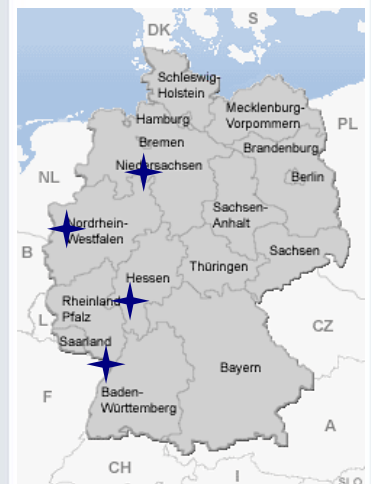 DK
S
Schleswig-
Holstein
Mecklenburg-
Vorpommern
Hamburg
PL
Bremen
Brandenburg
Niedersachsen
NL
Berlin
Sachsen-
Anhalt
Nordrhein-
Westfalen
B
Sachsen
Thüringen
Hessen
Rheinland
Pfalz
L
CZ
Saarland
Bayern
F
Baden-
Württemberg
A
CH
I
SLO